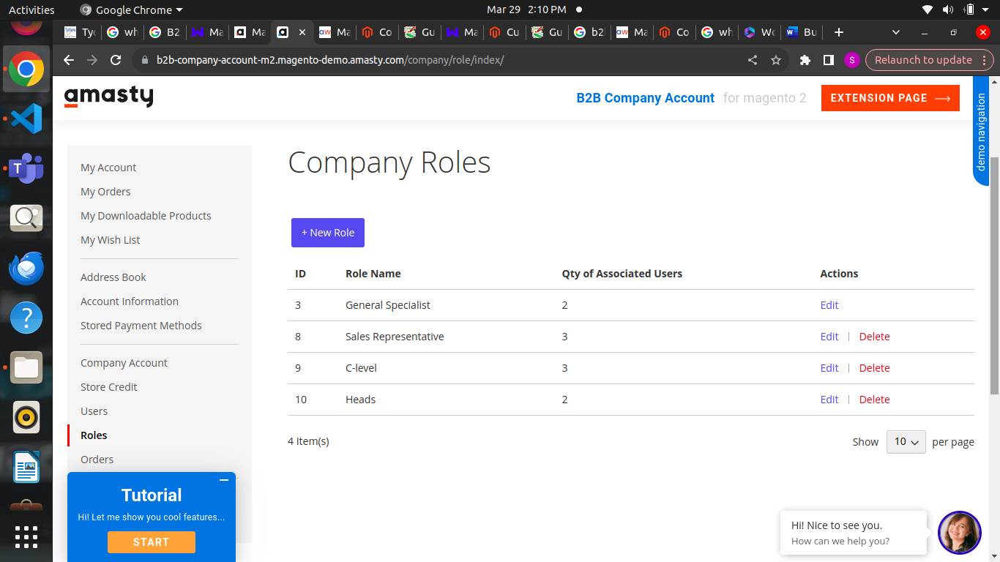 Activities
Google Chrome
Mar 29 2:10 PM
Tyc
wh
B2
Ma
Ma
Ma
Co
Gu
Ma
Cu
Gu
b2
Ma
Co
wh
Wo
Bu
b2b-company-account-m2.magento-demo.amasty.com/company/role/index/
S
Relaunch to update
amasty
B2B Company Account for magento 2
EXTENSION PAGE
demo navigation
My Account
My Orders
My Downloadable Products
My Wish List
Address Book
Account Information
Stored Payment Methods
Company Account
Store Credit
Users
Roles
Orders
Company Roles
+ New Role
ID Role Name Qty of Associated Users Actions
3 General Specialist 2 Edit
8 Sales Representative 3 Edit | Delete
9 C-level 3 Edit | Delete
10 Heads 2 Edit | Delete
4 Item(s)
Show 10 per page
Tutorial
Hi! Let me show you cool features...
START
Hi! Nice to see you.
How can we help you?